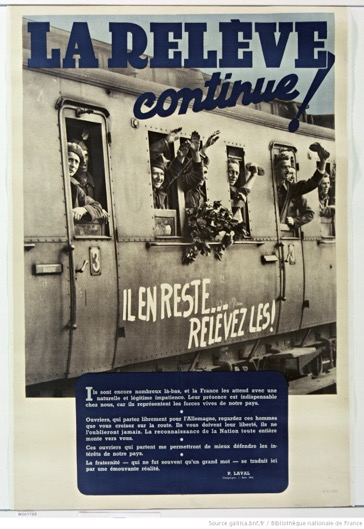 LA RELÈVE
continue!
3
IL EN RESTE...
RELEVEZ LES!
Ils sont encore nombreux là-bas, et la France les attend avec une
naturelle et légitime impatience. Leur présence est indispensable
chez nous, car ils représentent les forces vives de notre pays.
Ouvriers, qui partez librement pour l'Allemagne, regardez ces hommes
que vous croisez sur la route. Ils vous doivent leur liberté, ils ne
l'oublieront jamais. La reconnaissance de la Nation toute entière
monte vers vous.
Ces ouvriers qui partent me permettront de mieux défendre les in-
térêts de notre pays.
La fraternité — qui ne fut souvent qu'un grand mot — se traduit ici
par une émouvante réalité.
P. LAVAL
Source gallica.bnf.fr / Bibliothèque nationale de France